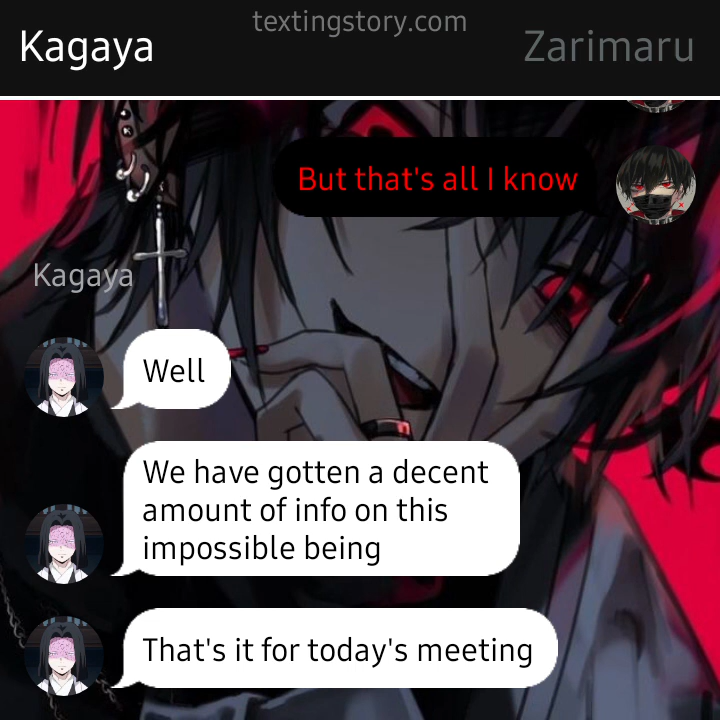 textingstory.com
Kagaya
Zarimaru
But that's all I know
Kagaya
Well
We have gotten a decent
amount of info on this
impossible being
That's it for today's meeting